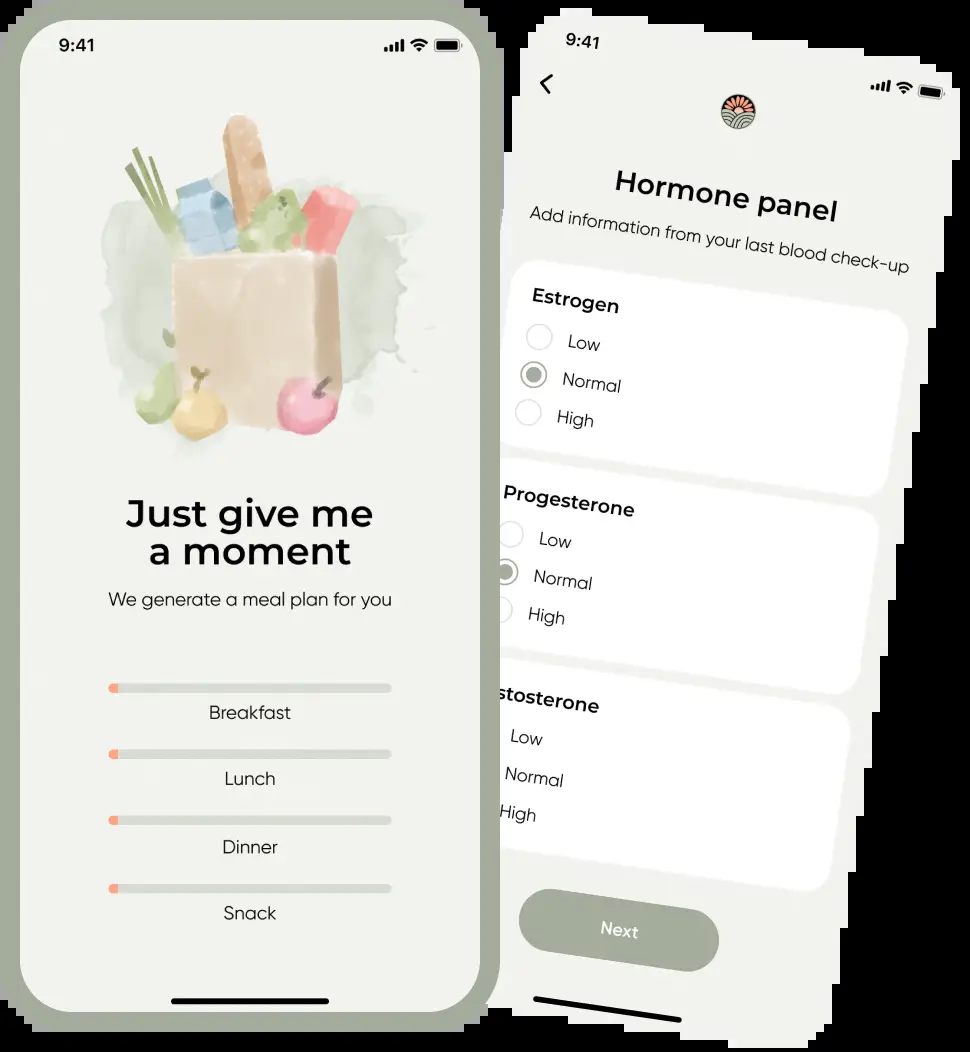 9:41
Just give me
a moment
We generate a meal plan for you
Breakfast
Lunch
Dinner
Snack
9:41
Hormone panel
Add information from your last blood check-up
Estrogen
Low
Normal
High
Progesterone
Low
Normal
High
stosterone
Low
Normal
High
Next